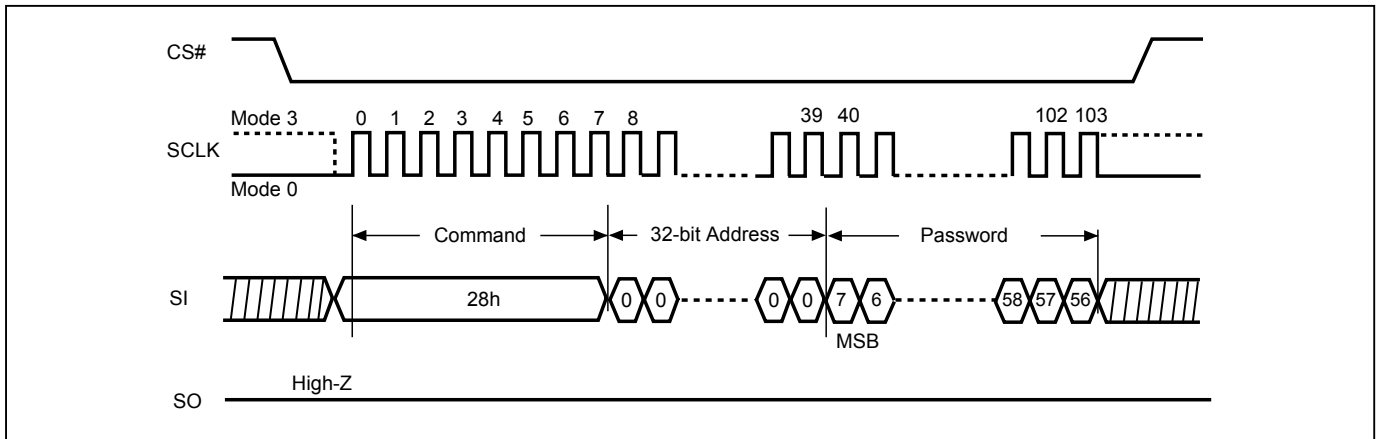 CS#
Mode 3
0 1 2 3 4 5 6 7 8 39 40 102 103
SCLK
Mode 0
Command 32-bit Address Password
SI 28h 0 0 0 0 7 6 58 57 56
MSB
High-Z
SO